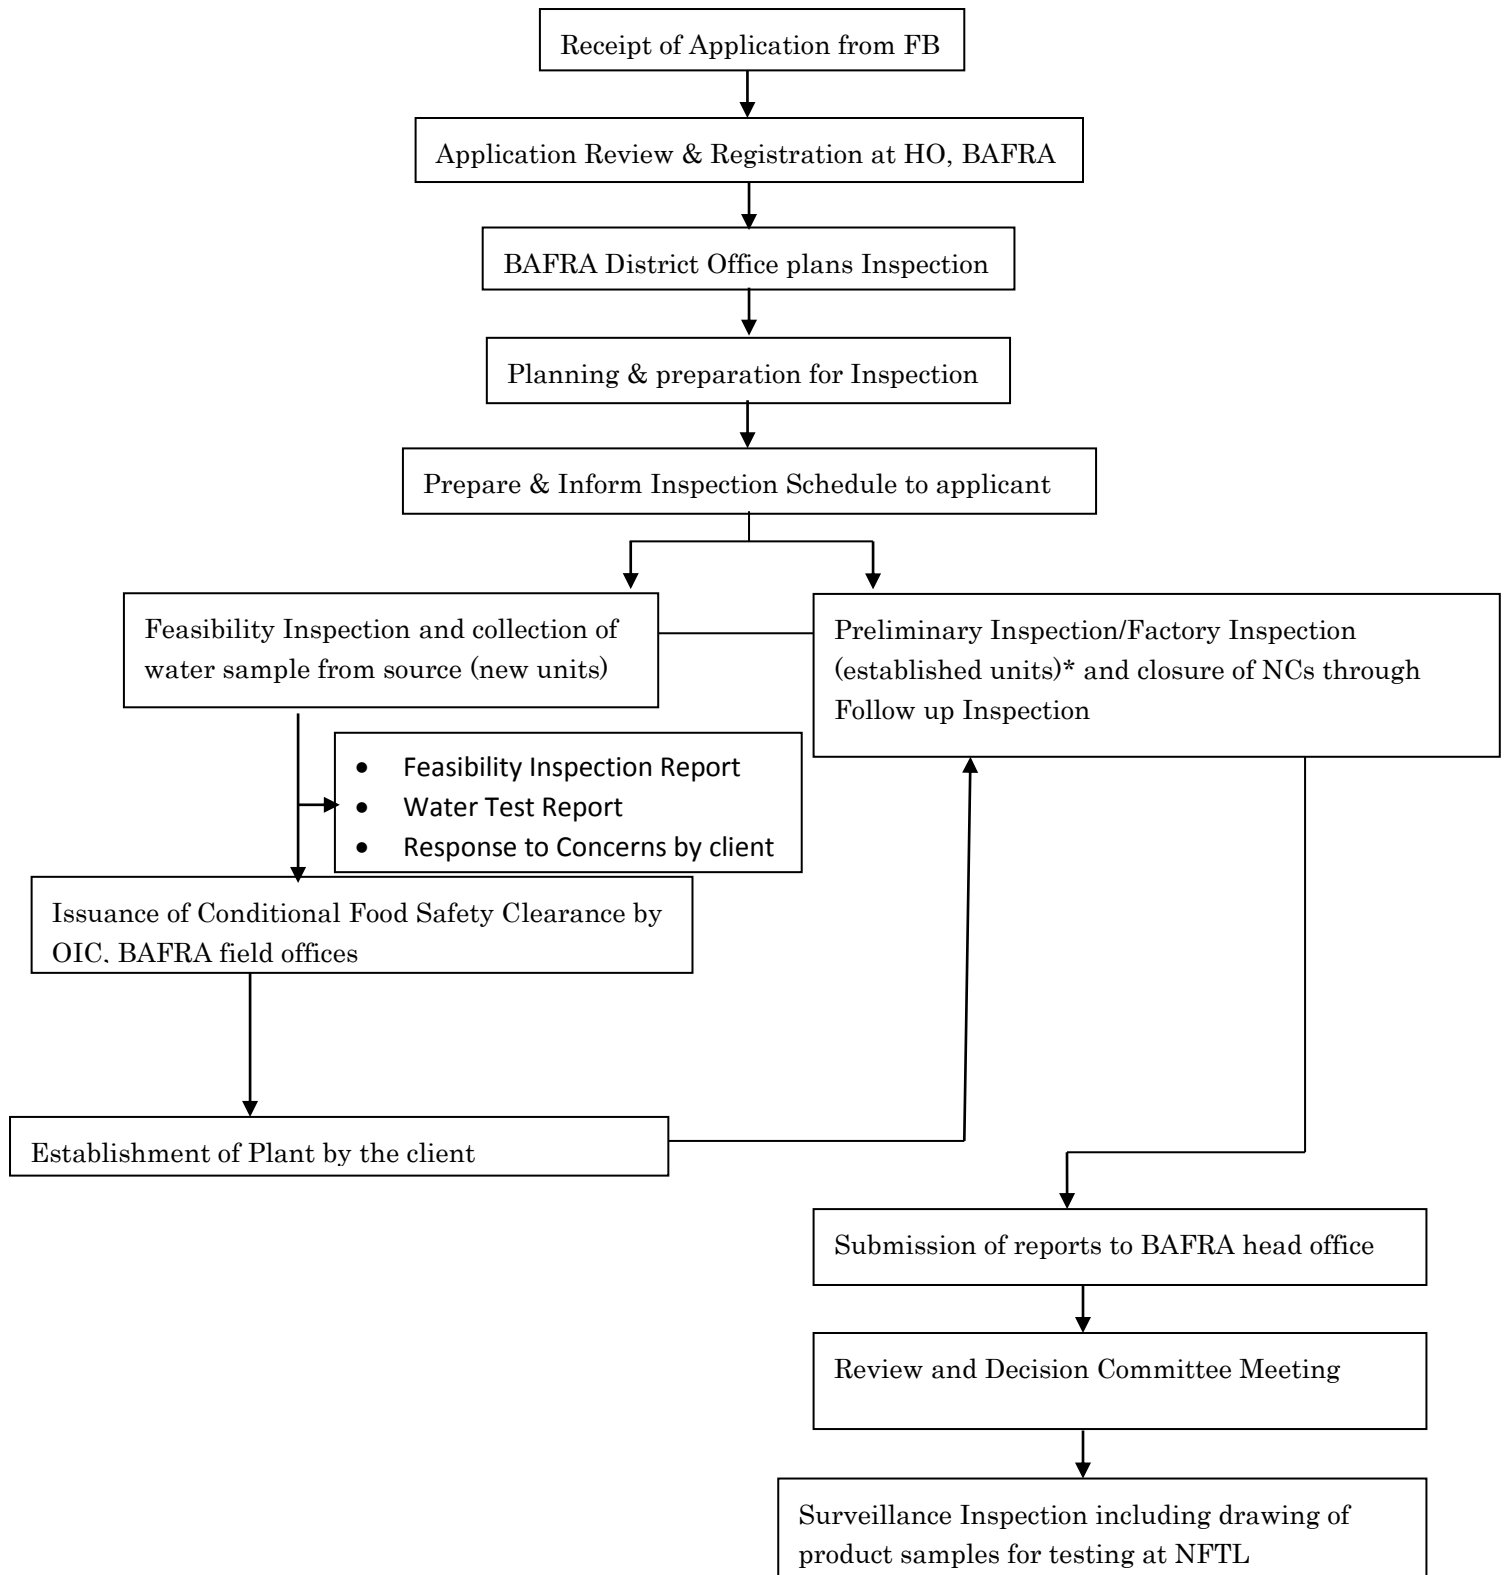 Receipt of Application from FB
Application Review & Registration at HO, BAFRA
BAFRA District Office plans Inspection
Planning & preparation for Inspection
Prepare & Inform Inspection Schedule to applicant
Feasibility Inspection and collection of
water sample from source (new units)
Preliminary Inspection/Factory Inspection
(established units)* and closure of NCs through
Follow up Inspection
• Feasibility Inspection Report
• Water Test Report
• Response to Concerns by client
Issuance of Conditional Food Safety Clearance by
OIC, BAFRA field offices
Establishment of Plant by the client
Submission of reports to BAFRA head office
Review and Decision Committee Meeting
Surveillance Inspection including drawing of
product samples for testing at NFTL